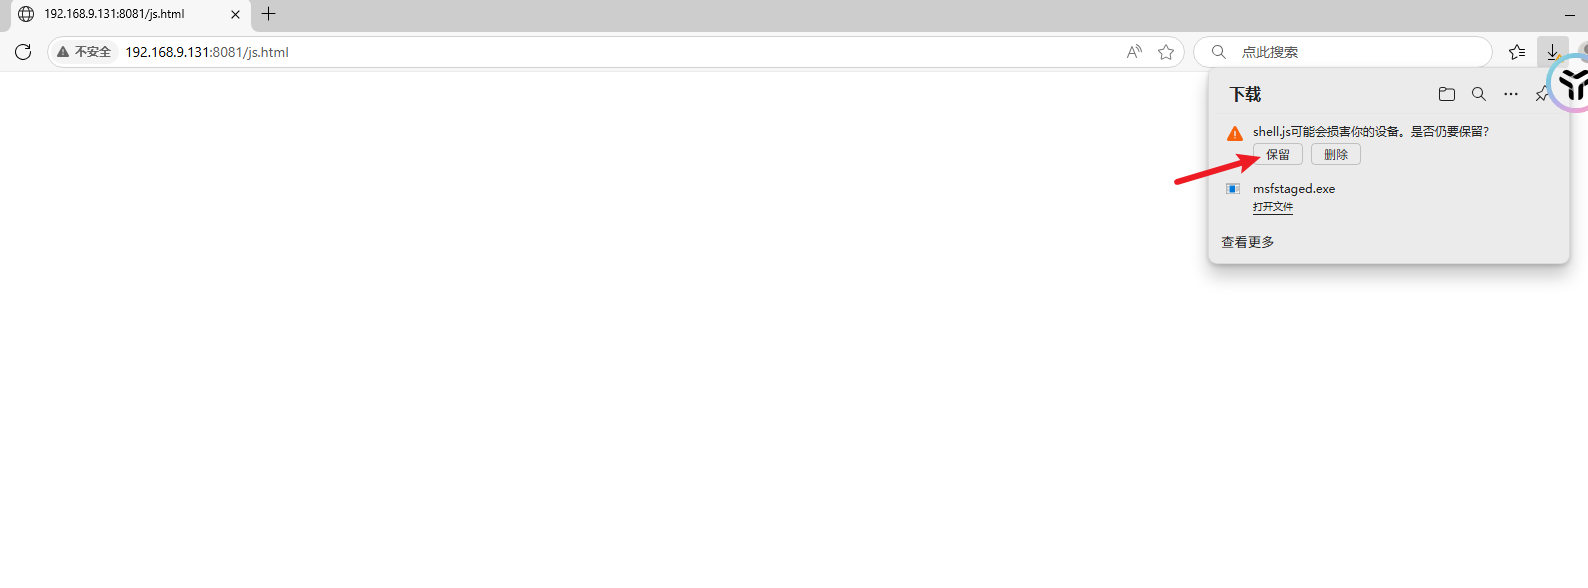 192.168.9.131:8081/js.html
不安全 192.168.9.131:8081/js.html
点此搜索
下载
shell.js可能会损害你的设备。是否仍要保留?
保留 删除
msfstaged.exe
打开文件
查看更多